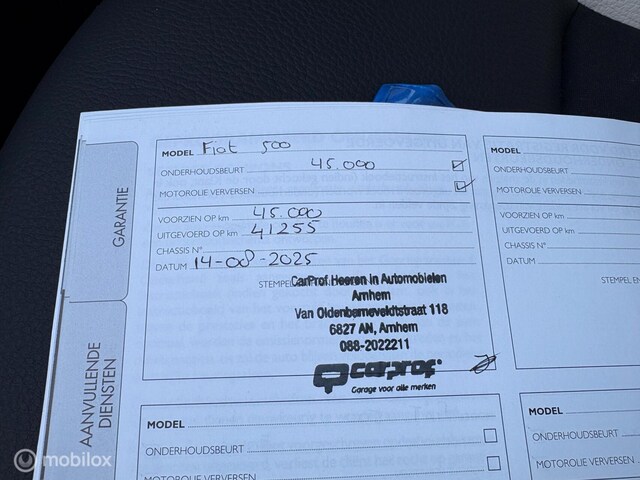 GARANTIE
AANVULLENDE
DIENSTEN
MODEL Fiat 500
ONDERHOUDSBEURT 45.000
MOTOROLIE VERVERSEN
VOORZIEN OP km 45.000
UITGEVOERD OP km 41255
CHASSIS N°
DATUM 14-08-2025
CarProf Heeren in Automobielen
Arnhem
Van Oldenbarneveldtstraat 118
6827 AN, Arnhem
088-2022211
carprof
Garage voor alle merken
MODEL
ONDERHOUDSBEURT
MOTOROLIE VERVERSEN
VOORZIEN OP km
UITGEVOERD OP km
CHASSIS N°
DATUM
STEMPEL EN
MODEL
ONDERHOUDSBEURT
MOTOROLIE VERVERSEN
MODEL
ONDERHOUDSBEURT
MOTOROLIE VERVERSEN
mobilox